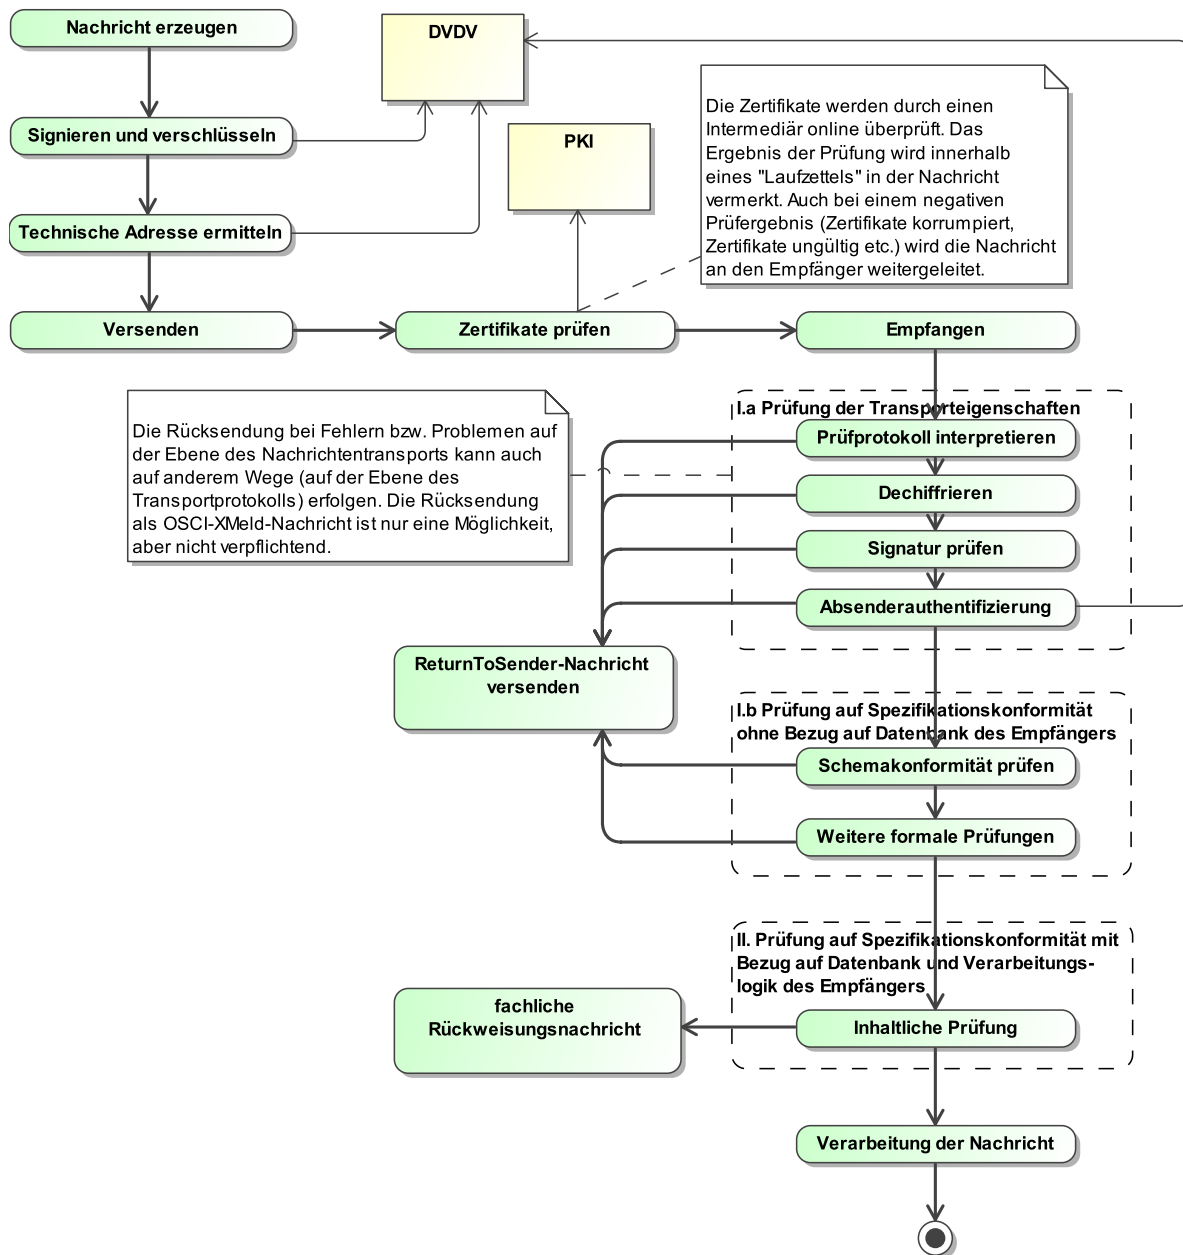 Nachricht erzeugen
DVDV
Die Zertifikate werden durch einen
Intermediär online überprüft. Das
Ergebnis der Prüfung wird innerhalb
eines "Laufzettels" in der Nachricht
vermerkt. Auch bei einem negativen
Prüfergebnis (Zertifikate korrumpiert,
Zertifikate ungültig etc.) wird die Nachricht
an den Empfänger weitergeleitet.
Signieren und verschlüsseln
PKI
Technische Adresse ermitteln
Versenden
Zertifikate prüfen
Empfangen
Die Rücksendung bei Fehlern bzw. Problemen auf
der Ebene des Nachrichtentransports kann auch
auf anderem Wege (auf der Ebene des
Transportprotokolls) erfolgen. Die Rücksendung
als OSCI-XMeld-Nachricht ist nur eine Möglichkeit,
aber nicht verpflichtend.
I.a Prüfung der Transporteigenschaften
Prüfprotokoll interpretieren
Dechiffrieren
Signatur prüfen
Absenderauthentifizierung
ReturnToSender-Nachricht
versenden
I.b Prüfung auf Spezifikationskonformität
ohne Bezug auf Datenbank des Empfängers
Schemakonformität prüfen
Weitere formale Prüfungen
II. Prüfung auf Spezifikationskonformität mit
Bezug auf Datenbank und Verarbeitungs-
logik des Empfängers
fachliche
Rückweisungsnachricht
Inhaltliche Prüfung
Verarbeitung der Nachricht